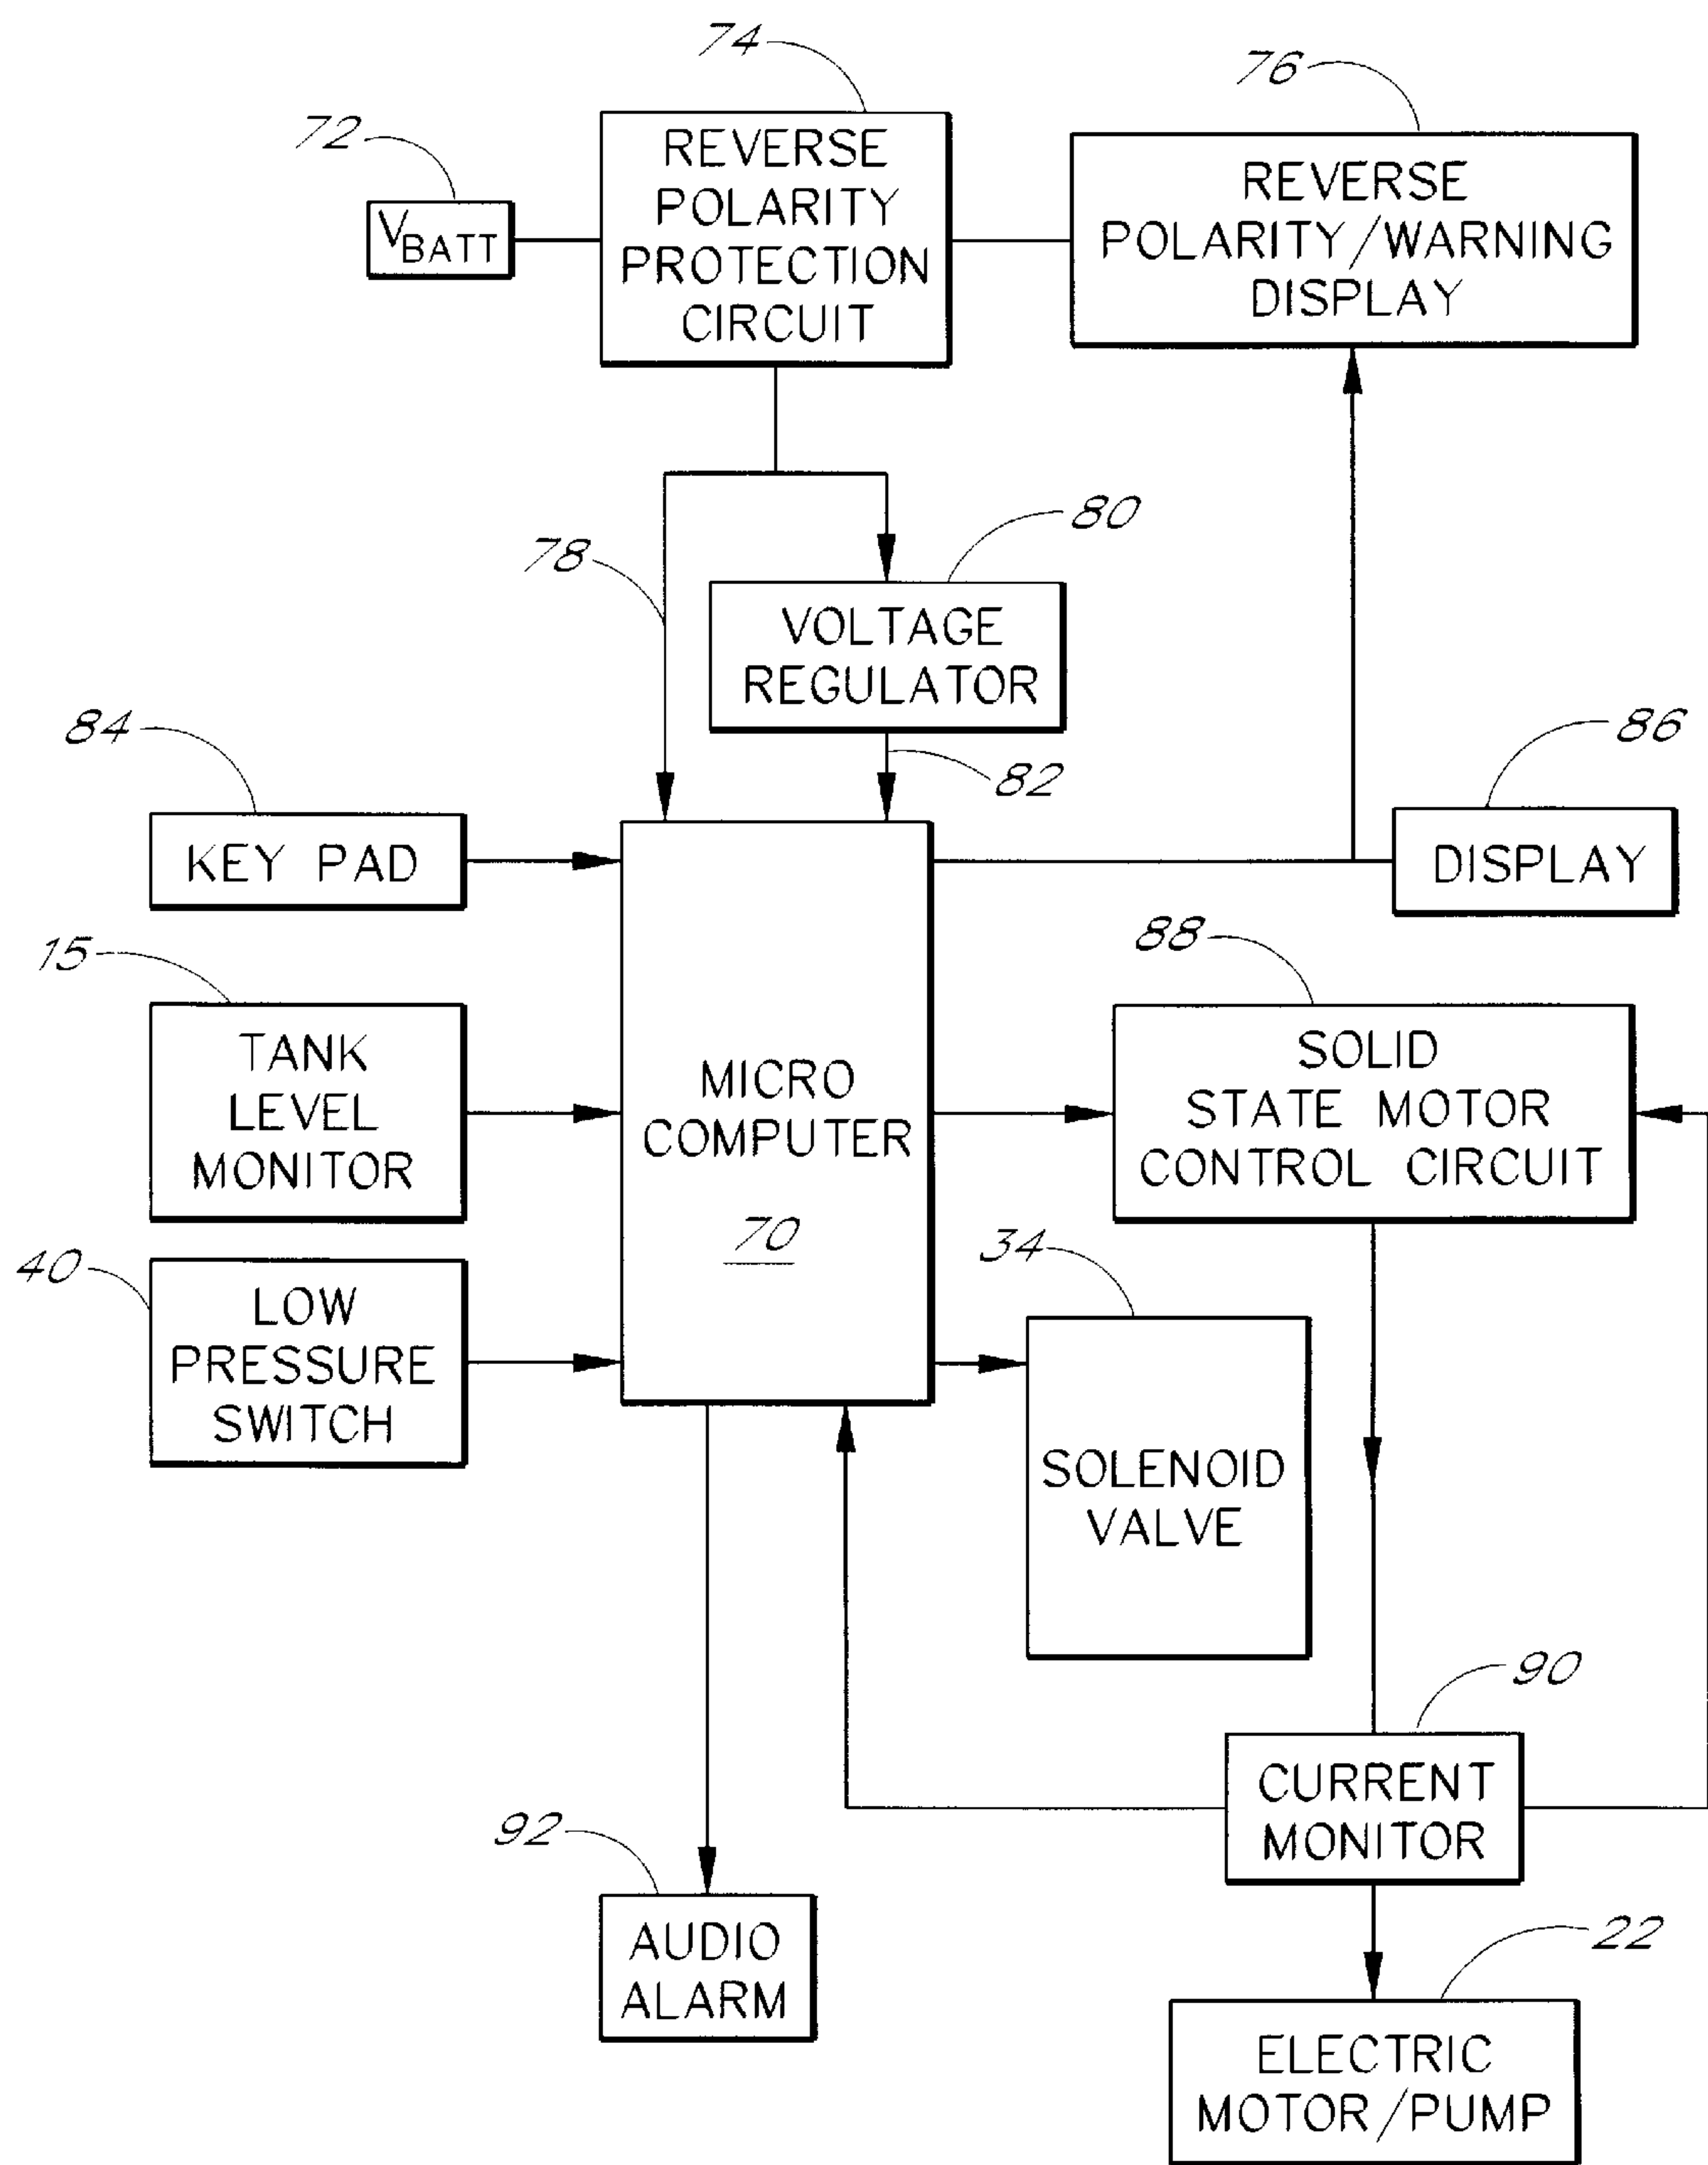 74
76
72
REVERSE
POLARITY
PROTECTION
CIRCUIT
REVERSE
POLARITY/WARNING
DISPLAY
VBATT
78
80
VOLTAGE
REGULATOR
82
84
86
KEY PAD
DISPLAY
15
88
TANK
LEVEL
MONITOR
MICRO
COMPUTER
70
SOLID
STATE MOTOR
CONTROL CIRCUIT
40
34
LOW
PRESSURE
SWITCH
SOLENOID
VALVE
90
CURRENT
MONITOR
92
AUDIO
ALARM
22
ELECTRIC
MOTOR/PUMP